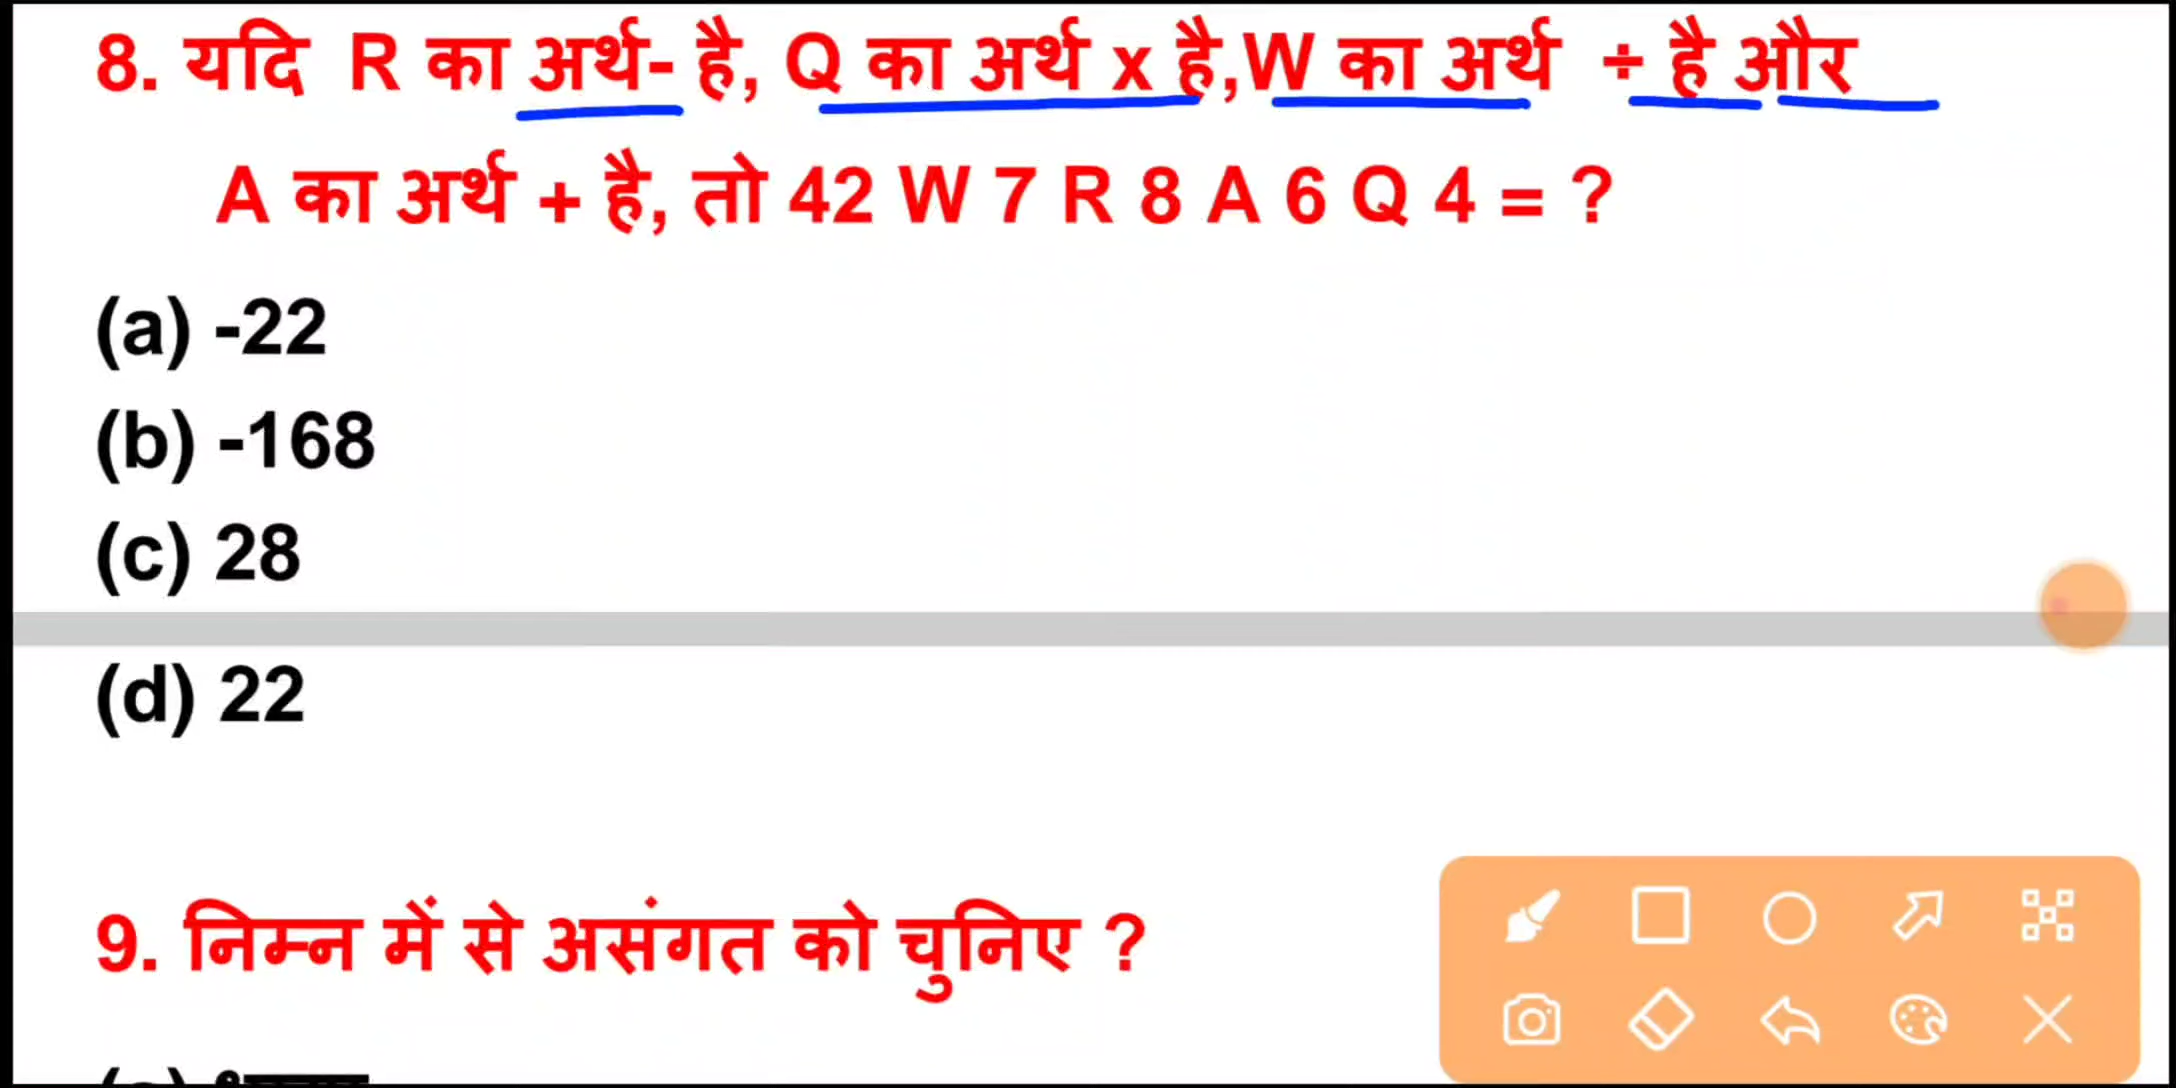 8. यदि R का अर्थ- है, Q का अर्थ x है,W का अर्थ ÷ है और
A का अर्थ + है, तो 42 W 7 R 8 A 6 Q 4 = ?
(a) -22
(b) -168
(c) 28
(d) 22
9. निम्न में से असंगत को चुनिए ?